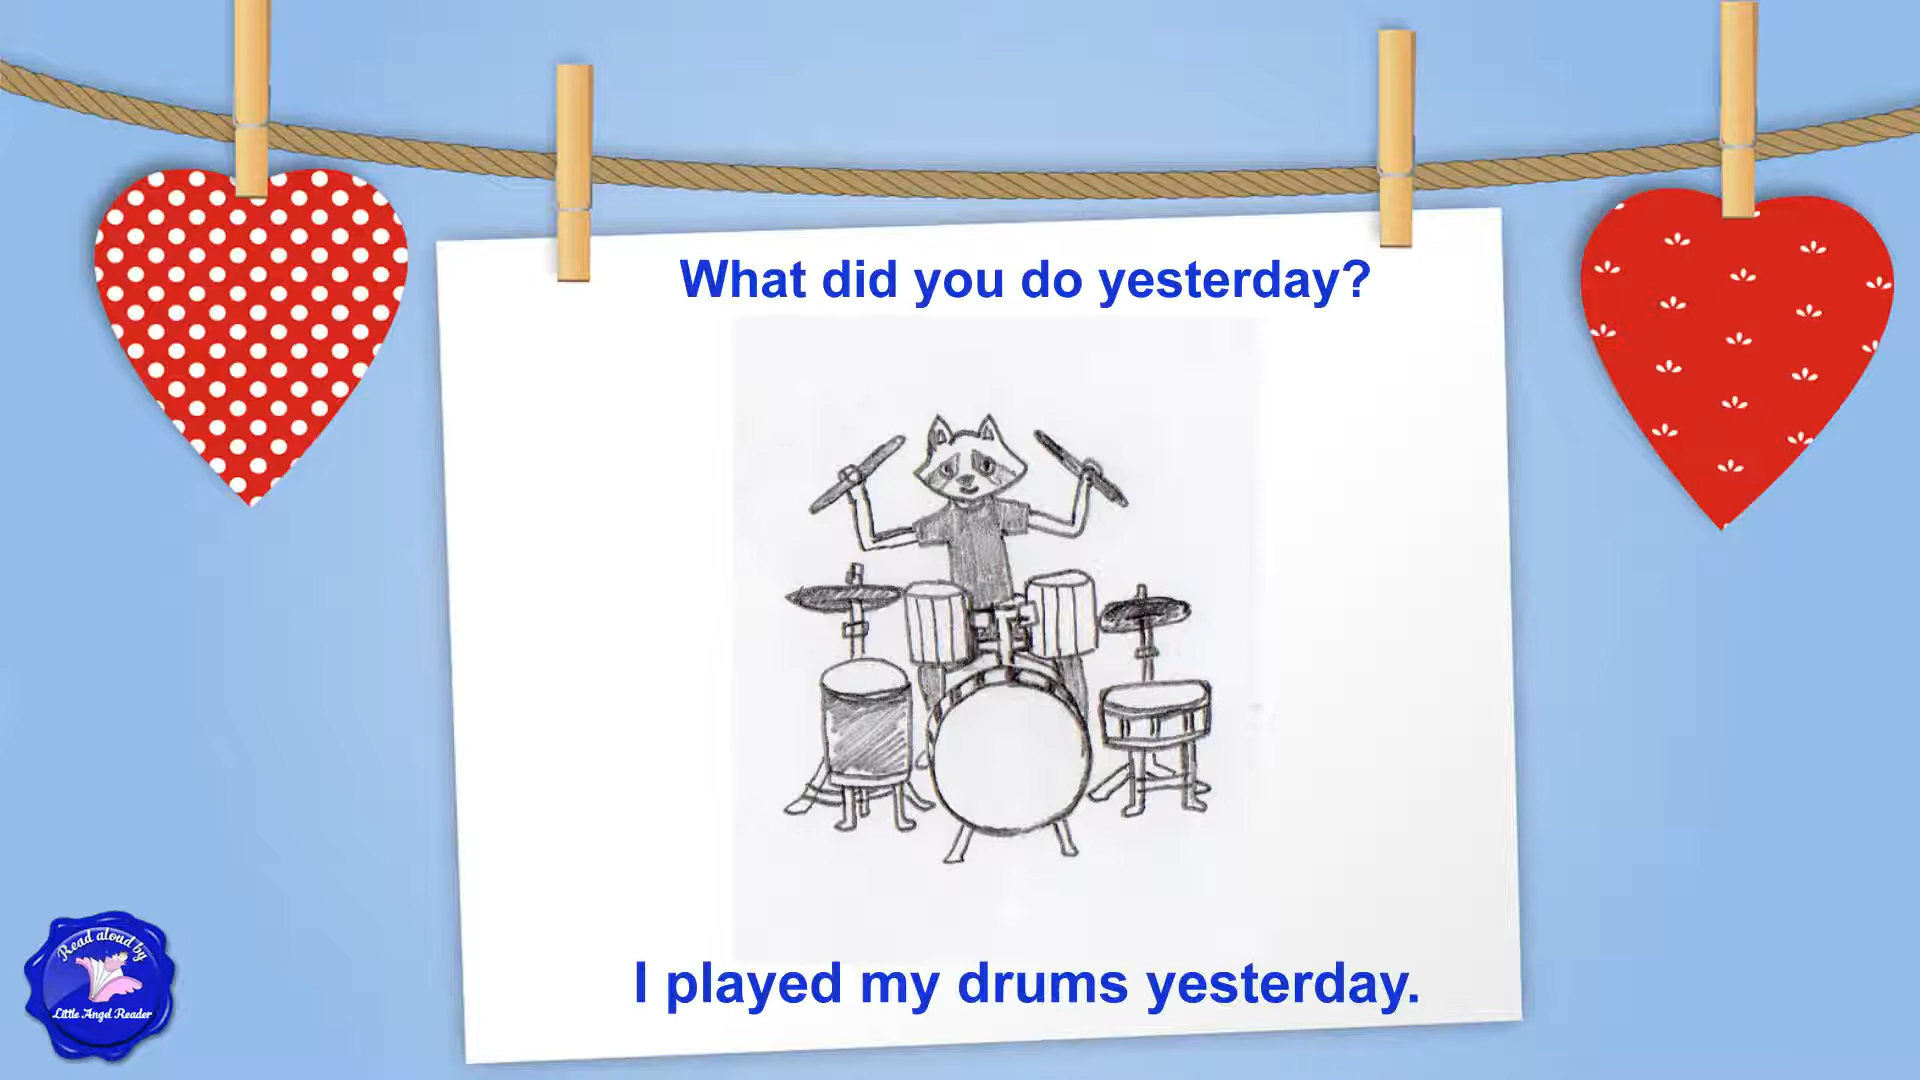 What did you do yesterday?
I played my drums yesterday.
Read aloud by
Little Angel Reader